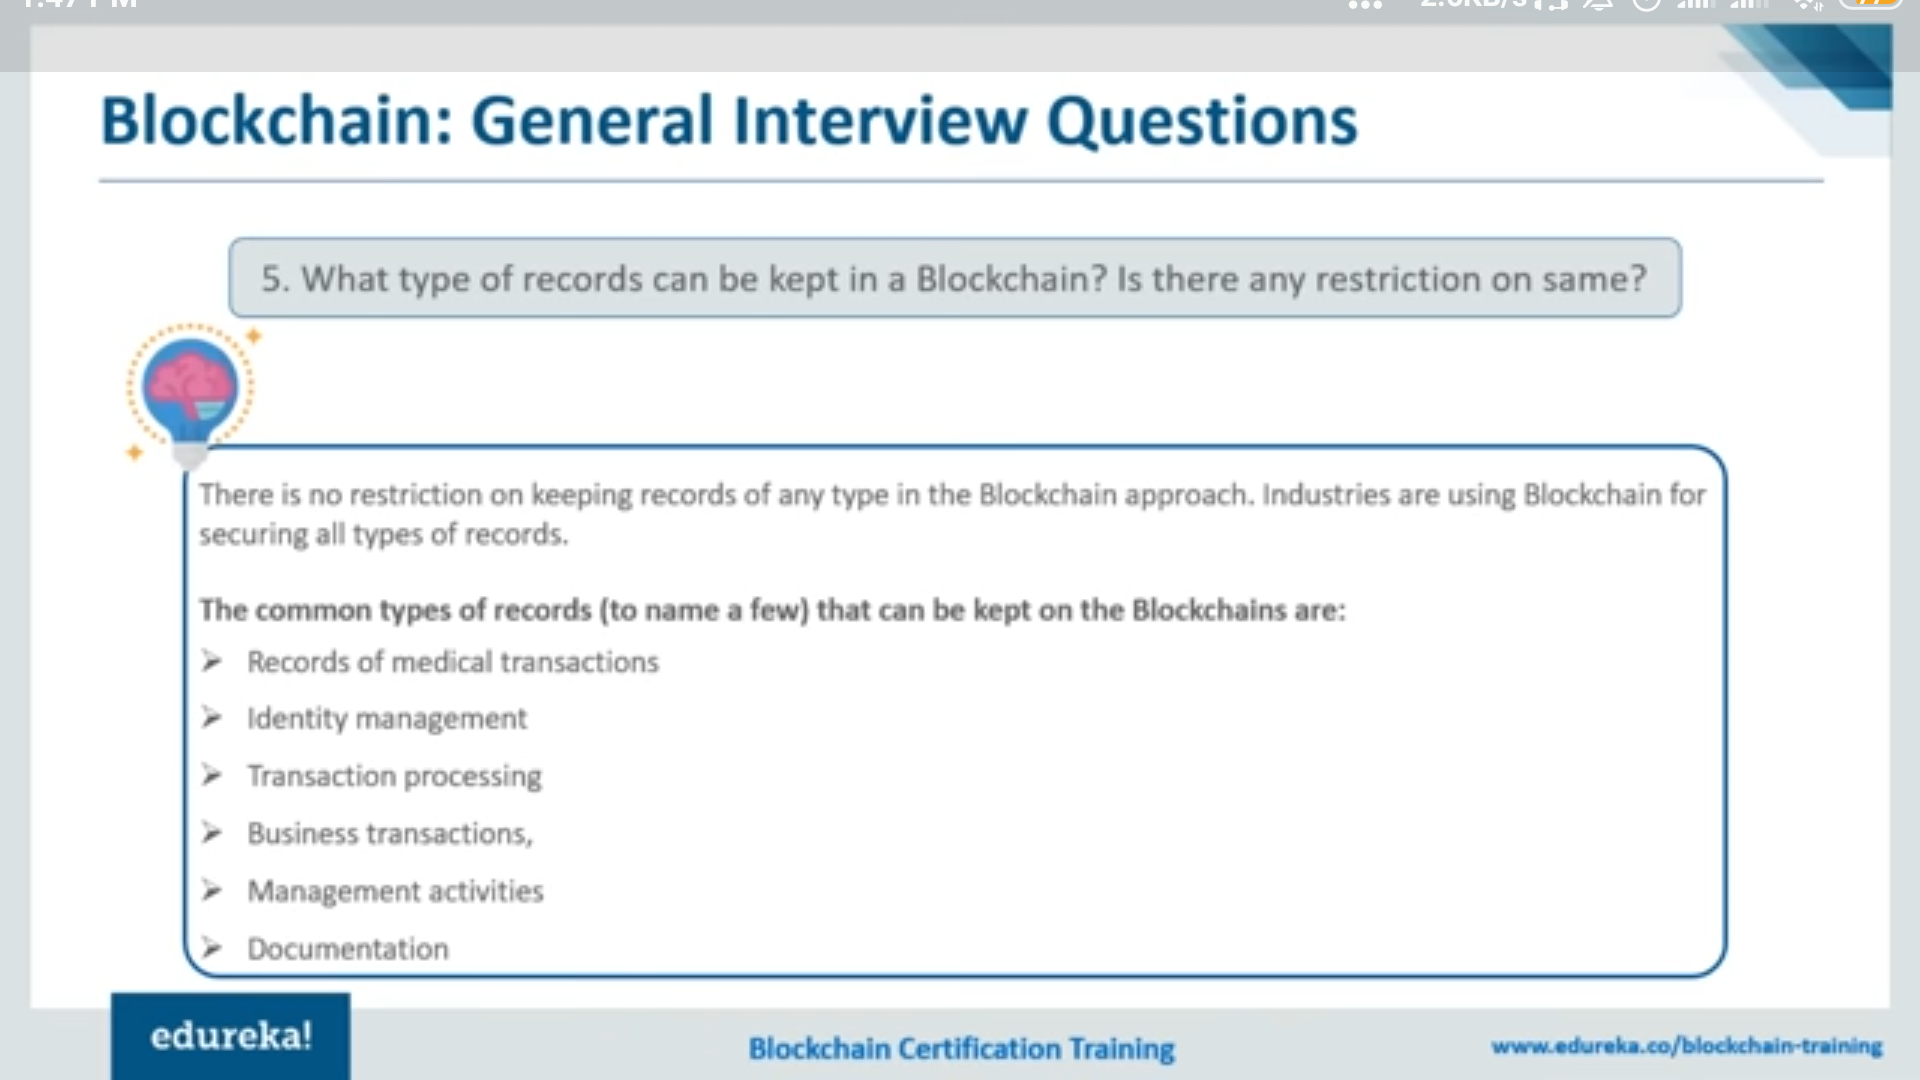 Blockchain: General Interview Questions
5. What type of records can be kept in a Blockchain? Is there any restriction on same?
There is no restriction on keeping records of any type in the Blockchain approach. Industries are using Blockchain for
securing all types of records.
The common types of records (to name a few) that can be kept on the Blockchains are:
➤ Records of medical transactions
➤ Identity management
➤ Transaction processing
➤ Business transactions,
➤ Management activities
➤ Documentation
edureka!
Blockchain Certification Training
www.edureka.co/blockchain-training